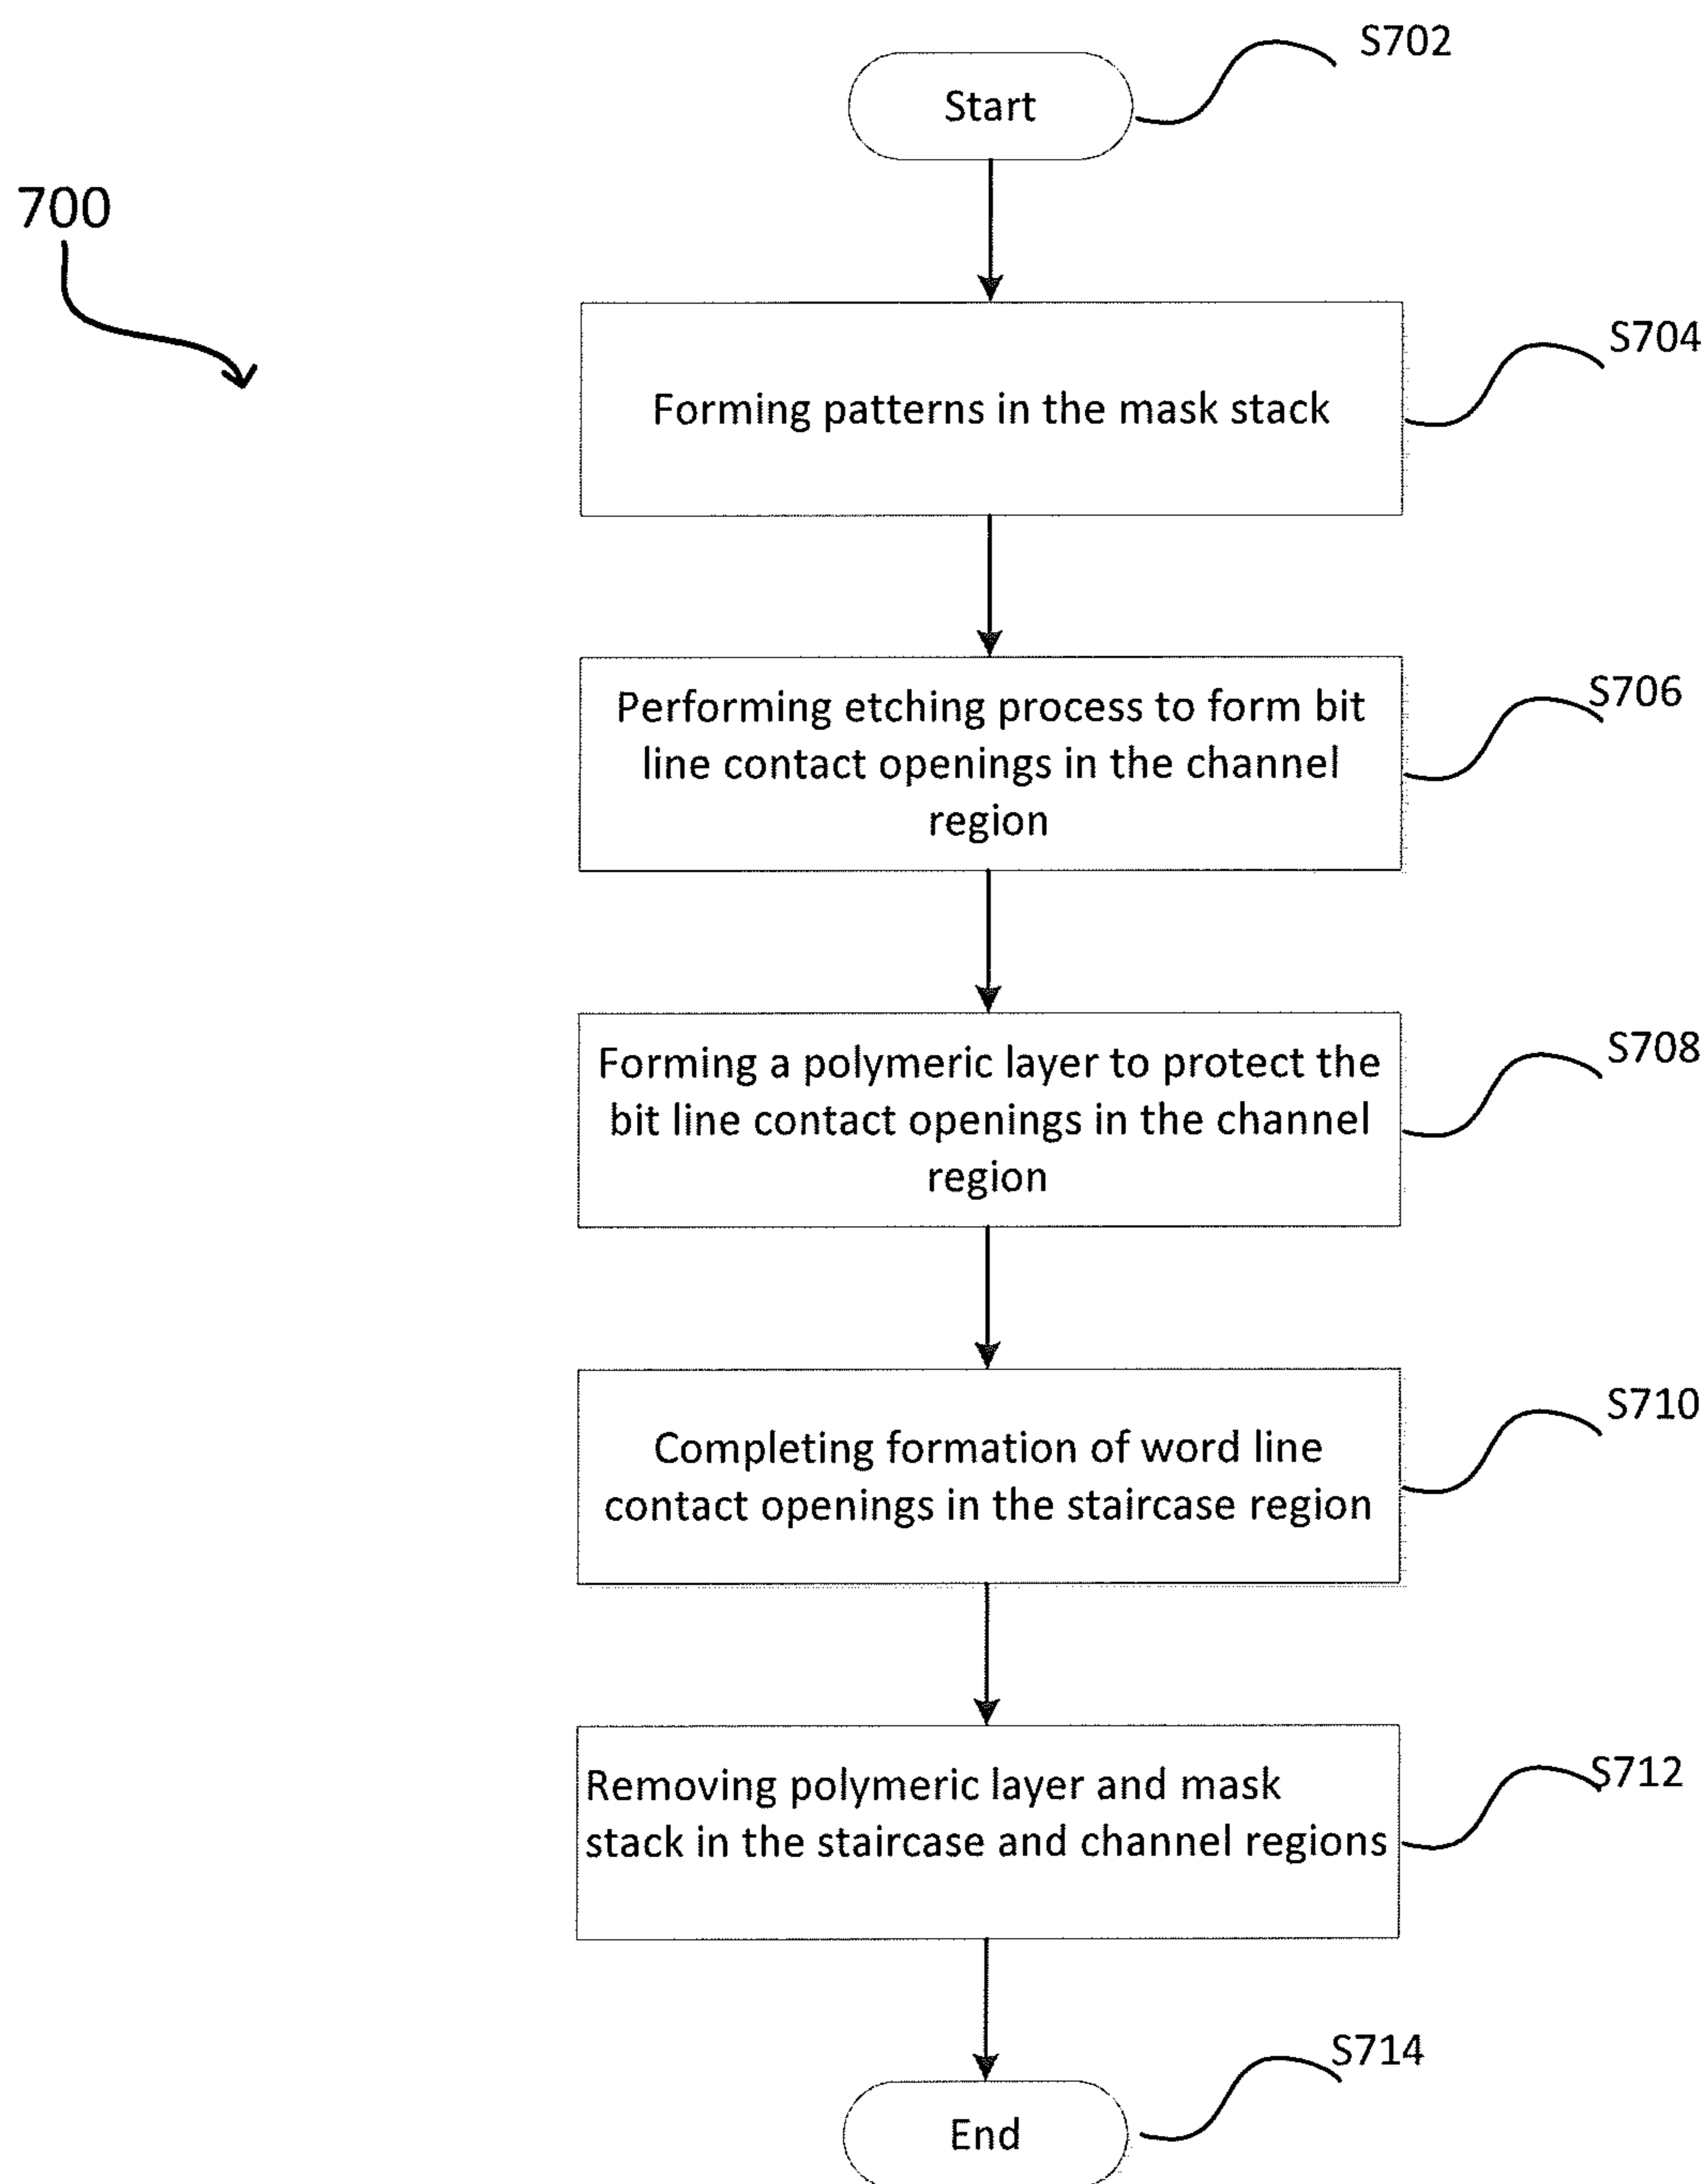 S702
Start
700
S704
Forming patterns in the mask stack
S706
Performing etching process to form bit
line contact openings in the channel
region
S708
Forming a polymeric layer to protect the
bit line contact openings in the channel
region
S710
Completing formation of word line
contact openings in the staircase region
S712
Removing polymeric layer and mask
stack in the staircase and channel regions
S714
End